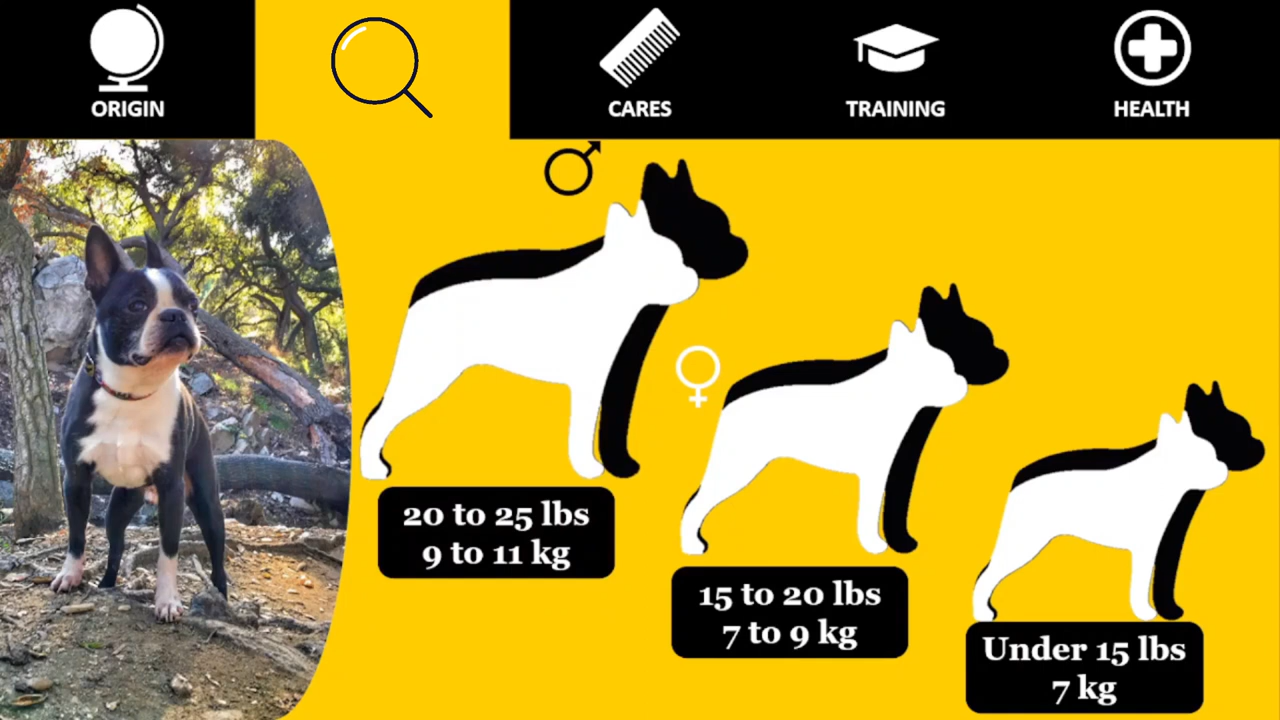 ORIGIN
CARES
TRAINING
HEALTH
20 to 25 lbs
9 to 11 kg
15 to 20 lbs
7 to 9 kg
Under 15 lbs
7 kg